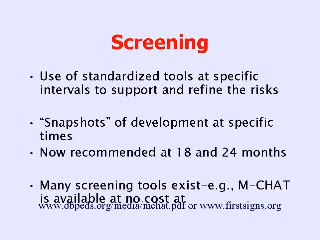 Screening
• Use of standardized tools at specific
intervals to support and refine the risks
• “Snapshots” of development at specific
times
• Now recommended at 18 and 24 months
• Many screening tools exist–e.g., M-CHAT
is available at no cost at
www.dbpeds.org/media/mchat.pdf or www.firstsigns.org